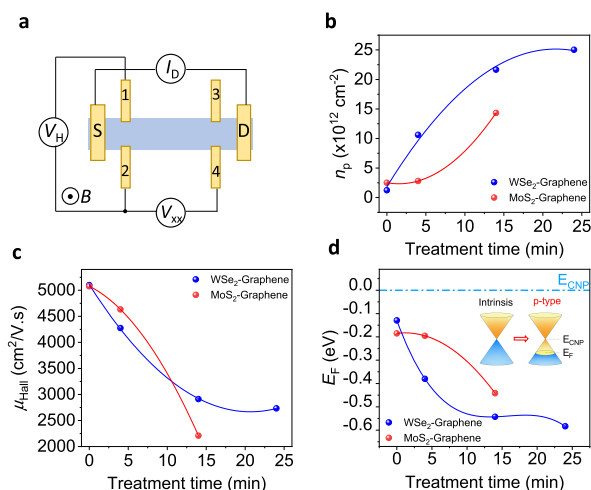 a
I_D
V_H
1
3
S
D
2
4
⊙B
V_xx
b
n_p (x10^12 cm^-2)
30
25
20
15
10
5
0
WSe2-Graphene
MoS2-Graphene
0 5 10 15 20 25
Treatment time (min)
c
μ_Hall (cm^2/V.s)
5000
4500
4000
3500
3000
2500
2000
WSe2-Graphene
MoS2-Graphene
0 5 10 15 20 25
Treatment time (min)
d
E_F (eV)
0.0
-0.1
-0.2
-0.3
-0.4
-0.5
-0.6
E_CNP
Intrinsis
p-type
E_CNP
E_F
WSe2-Graphene
MoS2-Graphene
0 5 10 15 20 25
Treatment time (min)